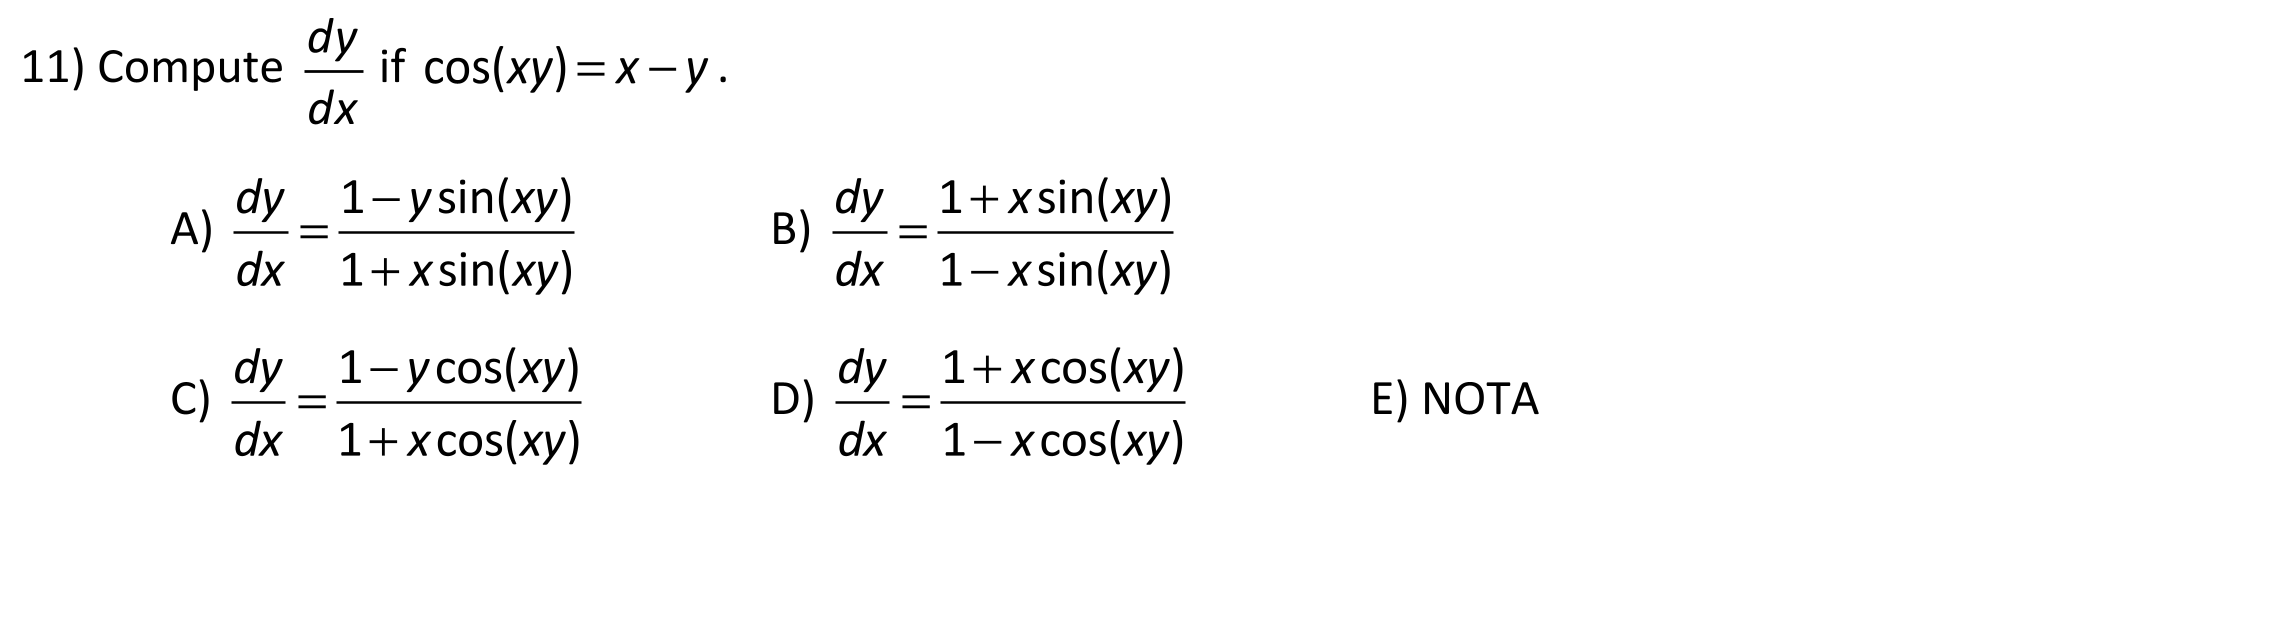 11) Compute dy/dx if cos(xy) = x − y.
A) dy/dx = (1 − y sin(xy))/(1 + x sin(xy)) B) dy/dx = (1 + x sin(xy))/(1 − x sin(xy))
C) dy/dx = (1 − y cos(xy))/(1 + x cos(xy)) D) dy/dx = (1 + x cos(xy))/(1 − x cos(xy)) E) NOTA